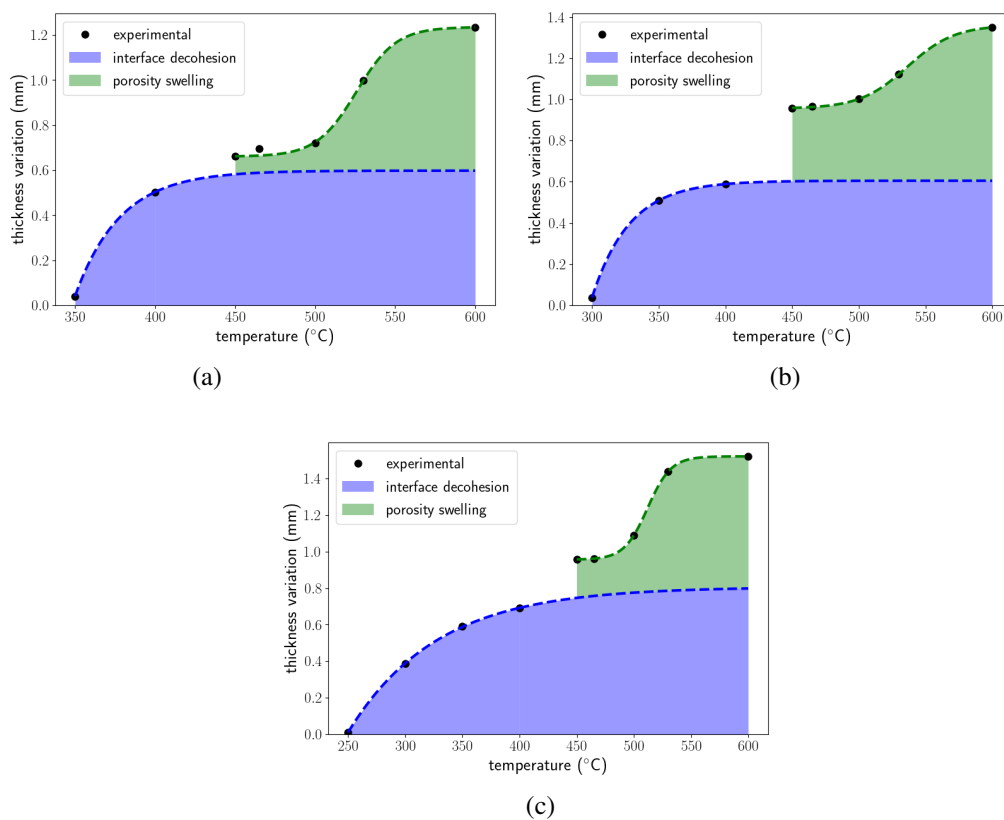 1.2
1.0
0.8
0.6
0.4
0.2
0.0
thickness variation (mm)
experimental
interface decohesion
porosity swelling
350 400 450 500 550 600
temperature (°C)
(a)
1.4
1.2
1.0
0.8
0.6
0.4
0.2
0.0
thickness variation (mm)
experimental
interface decohesion
porosity swelling
300 350 400 450 500 550 600
temperature (°C)
(b)
1.4
1.2
1.0
0.8
0.6
0.4
0.2
0.0
thickness variation (mm)
experimental
interface decohesion
porosity swelling
250 300 350 400 450 500 550 600
temperature (°C)
(c)